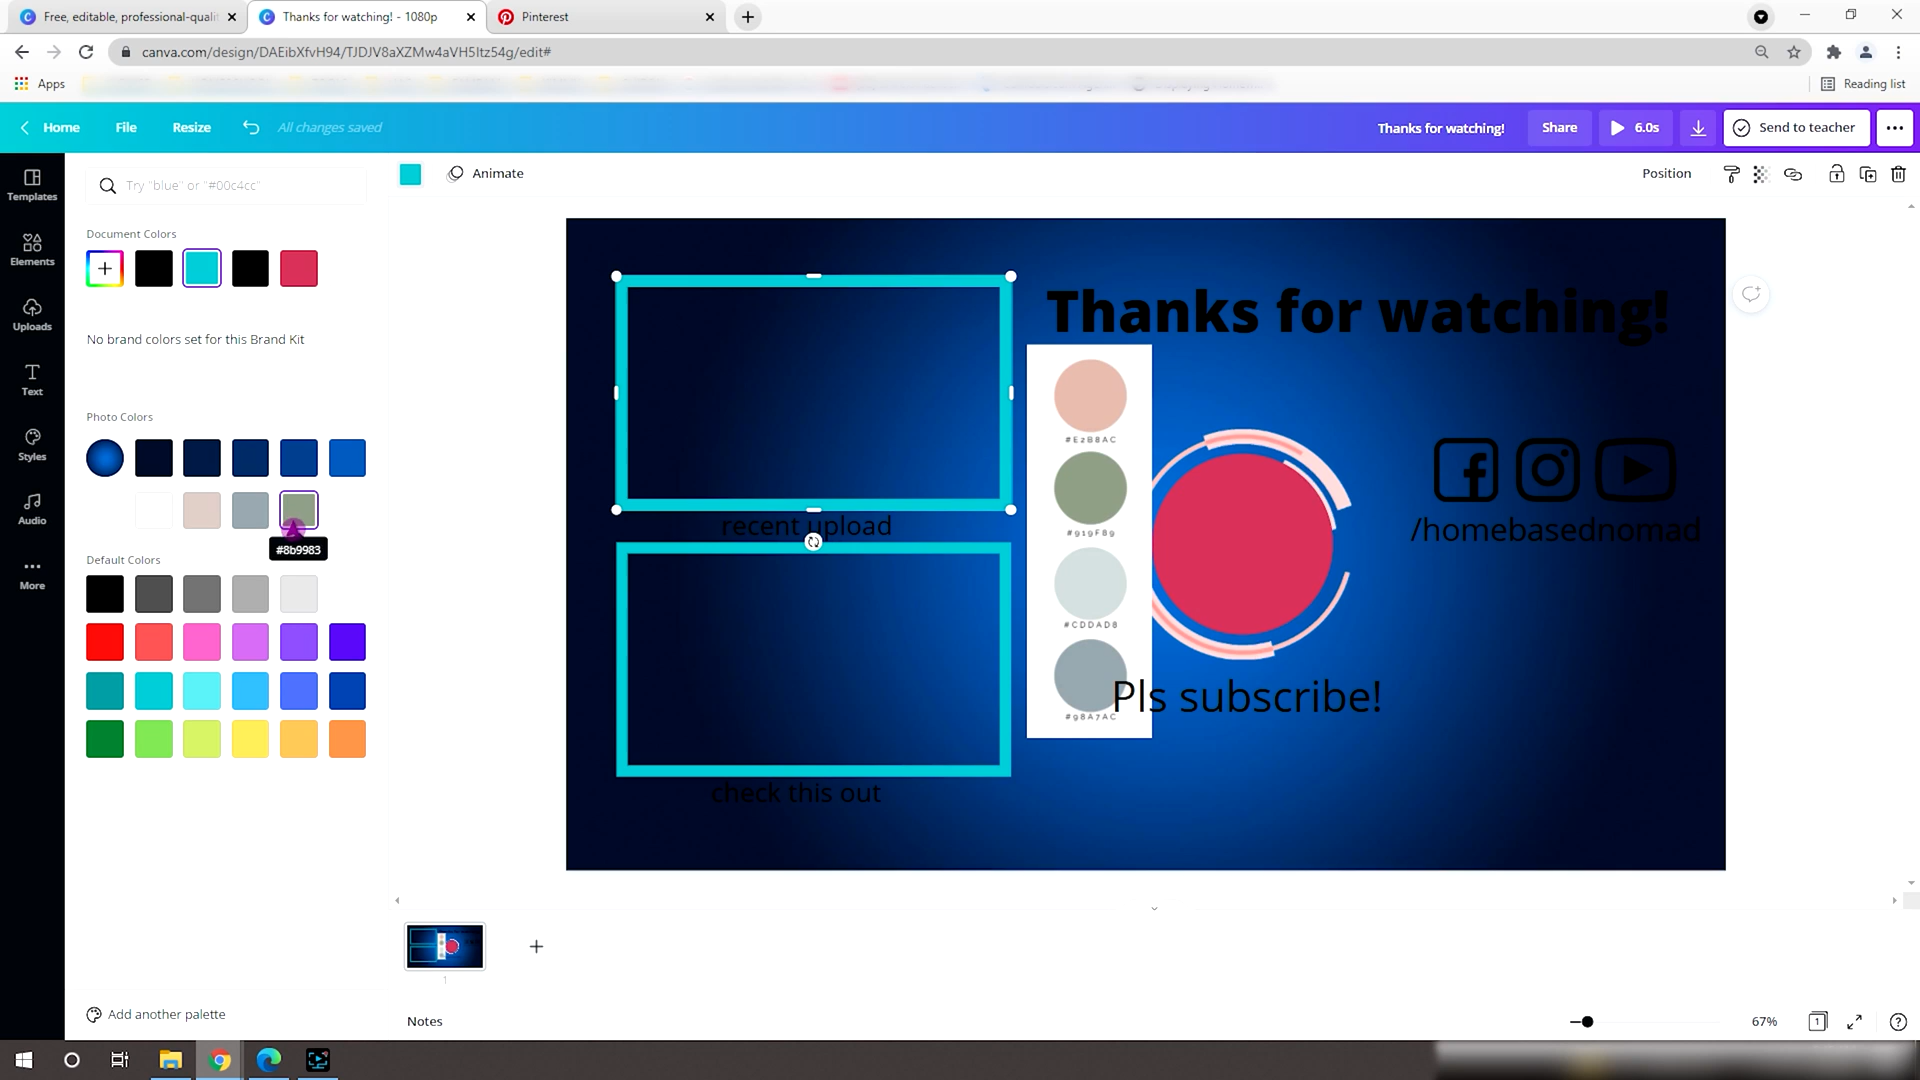 Free, editable, professional-qualit
Thanks for watching! - 1080p
Pinterest
canva.com/design/DAEibXfvH94/TJDJV8aXZMw4aVH5Itz54g/edit#
Apps
Reading list
Home
File
Resize
All changes saved
Thanks for watching!
Share
6.0s
Send to teacher
Templates
Elements
Uploads
Text
Styles
Audio
More
Try "blue" or "#00c4cc"
Document Colors
No brand colors set for this Brand Kit
Photo Colors
#8b9983
Default Colors
Add another palette
Animate
Position
Thanks for watching!
#E2B8AC
#919F89
#CDDAD8
#98A7AC
recent upload
/homebasednomad
Pls subscribe!
check this out
1
Notes
67%
1